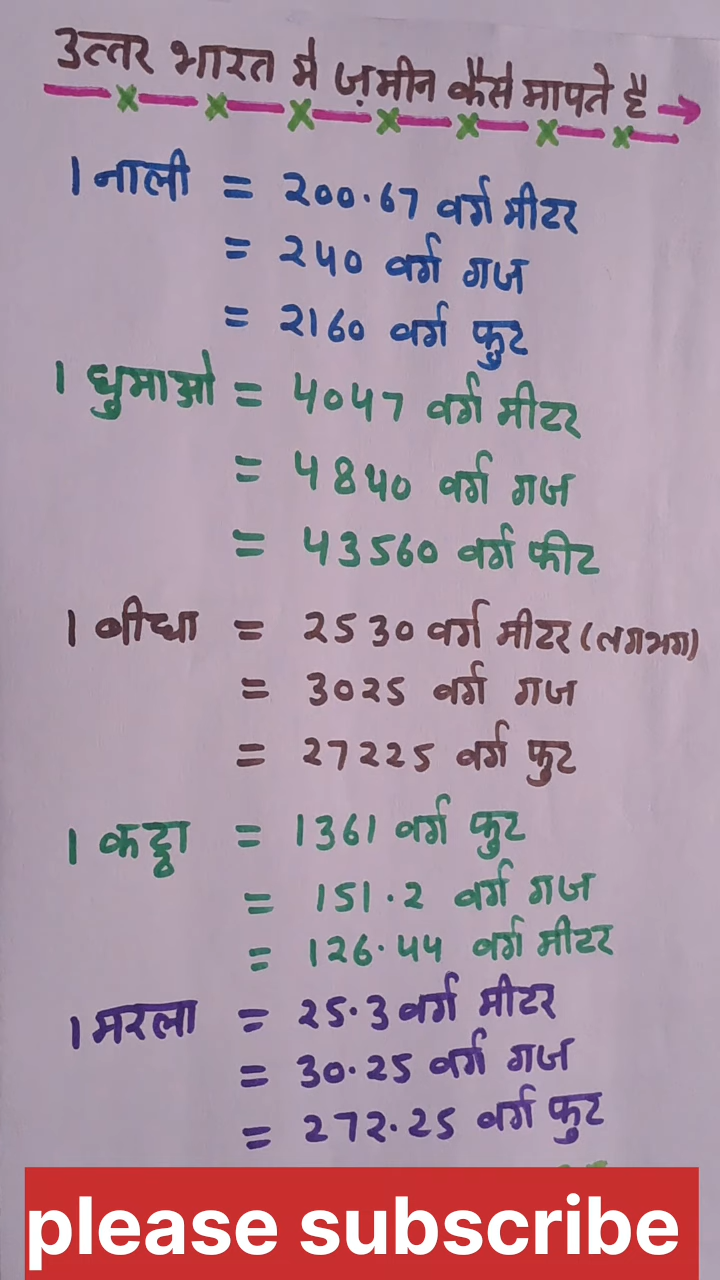 उत्तर भारत मे ज़मीन कैसे मापते है →
1 नाली = 200.67 वर्ग मीटर
= 240 वर्ग गज
= 2160 वर्ग फुट
1 घुमाओ = 4047 वर्ग मीटर
= 4840 वर्ग गज
= 43560 वर्ग फीट
1 बीघा = 2530 वर्ग मीटर (लगभग)
= 3025 वर्ग गज
= 27225 वर्ग फुट
1 कट्ठा = 1361 वर्ग फुट
= 151.2 वर्ग गज
= 126.44 वर्ग मीटर
1 मरला = 25.3 वर्ग मीटर
= 30.25 वर्ग गज
= 272.25 वर्ग फुट
please subscribe